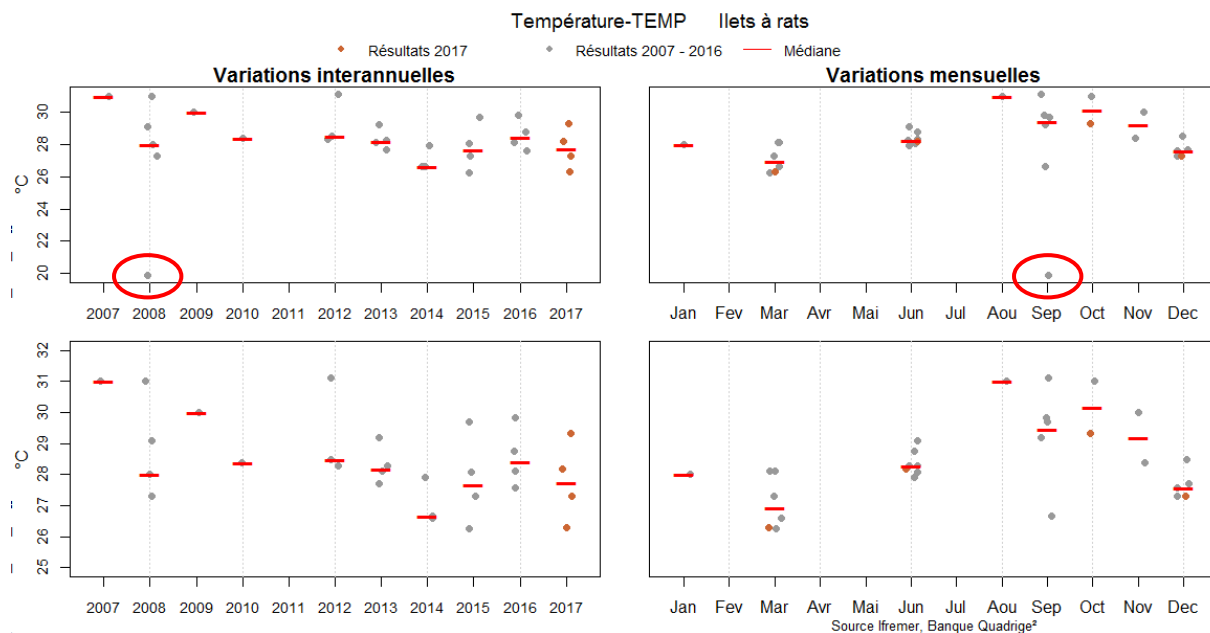 Température-TEMP Ilets à rats
Résultats 2017 Résultats 2007 - 2016 Médiane
Variations interannuelles Variations mensuelles
°C
30
28
26
24
22
20
2007 2008 2009 2010 2011 2012 2013 2014 2015 2016 2017
Jan Fev Mar Avr Mai Jun Jul Aou Sep Oct Nov Dec
°C
32
31
30
29
28
27
26
25
2007 2008 2009 2010 2011 2012 2013 2014 2015 2016 2017
Jan Fev Mar Avr Mai Jun Jul Aou Sep Oct Nov Dec
Source Ifremer, Banque Quadrige²